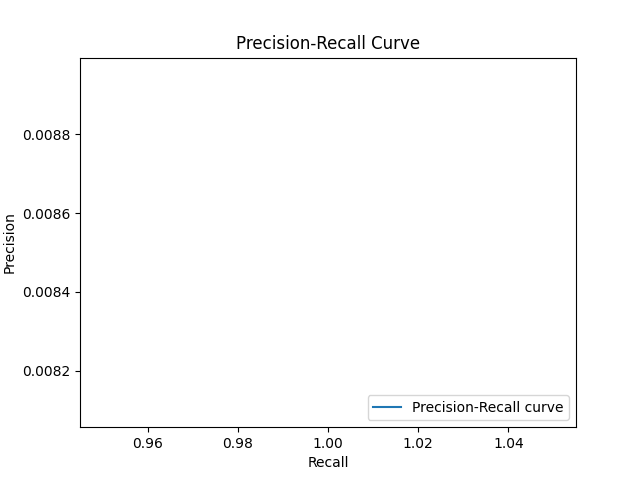 Precision-Recall Curve
0.0088
0.0086
0.0084
0.0082
Precision
Precision-Recall curve
0.96 0.98 1.00 1.02 1.04
Recall